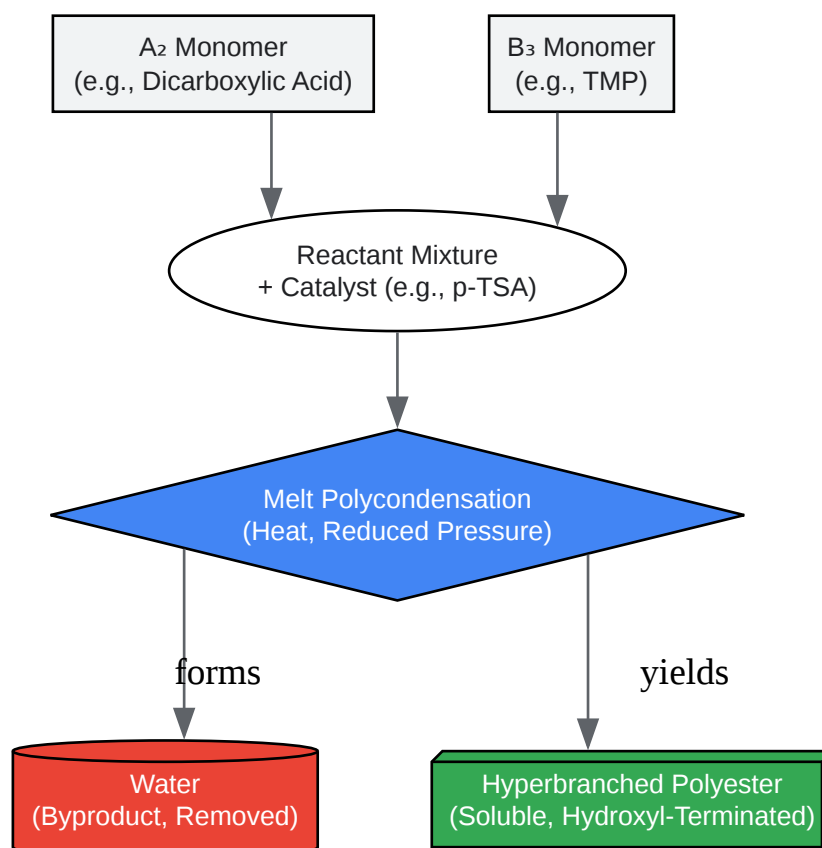 A₂ Monomer
(e.g., Dicarboxylic Acid)
B₃ Monomer
(e.g., TMP)
Reactant Mixture
+ Catalyst (e.g., p-TSA)
Melt Polycondensation
(Heat, Reduced Pressure)
forms
yields
Water
(Byproduct, Removed)
Hyperbranched Polyester
(Soluble, Hydroxyl-Terminated)